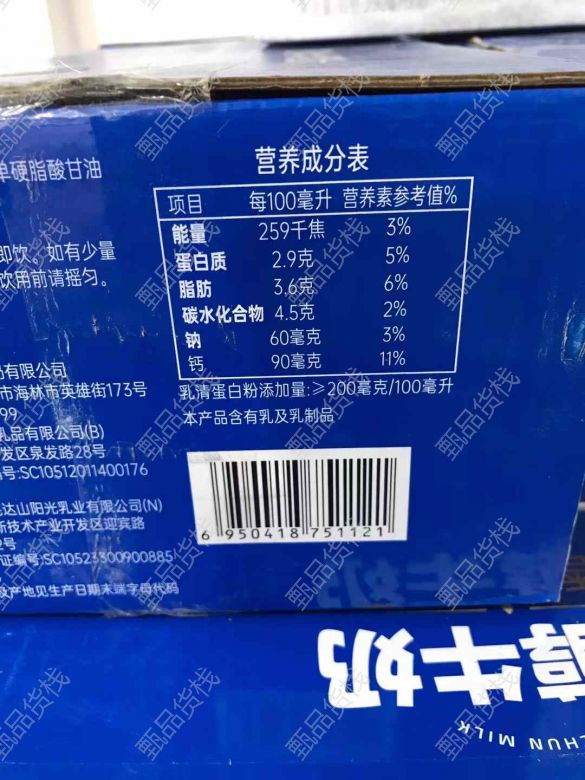 单硬脂酸甘油
即饮。如有少量
饮用前请摇匀。
品有限公司
市海林市英雄街173号
99
乳品有限公司(B)
发区泉发路28号
号:SC10512011400176
达山阳光乳业有限公司(N)
新技术产业开发区迎宾路
2号
证编号:SC10523300900885
及产地见生产日期末端字母代码
营养成分表
项目 每100毫升 营养素参考值%
能量 259千焦 3%
蛋白质 2.9克 5%
脂肪 3.6克 6%
碳水化合物 4.5克 2%
钠 60毫克 3%
钙 90毫克 11%
乳清蛋白粉添加量:≥200毫克/100毫升
本产品含有乳及乳制品
6 950418 751121
醇牛奶
CHUN MILK
甄品货栈